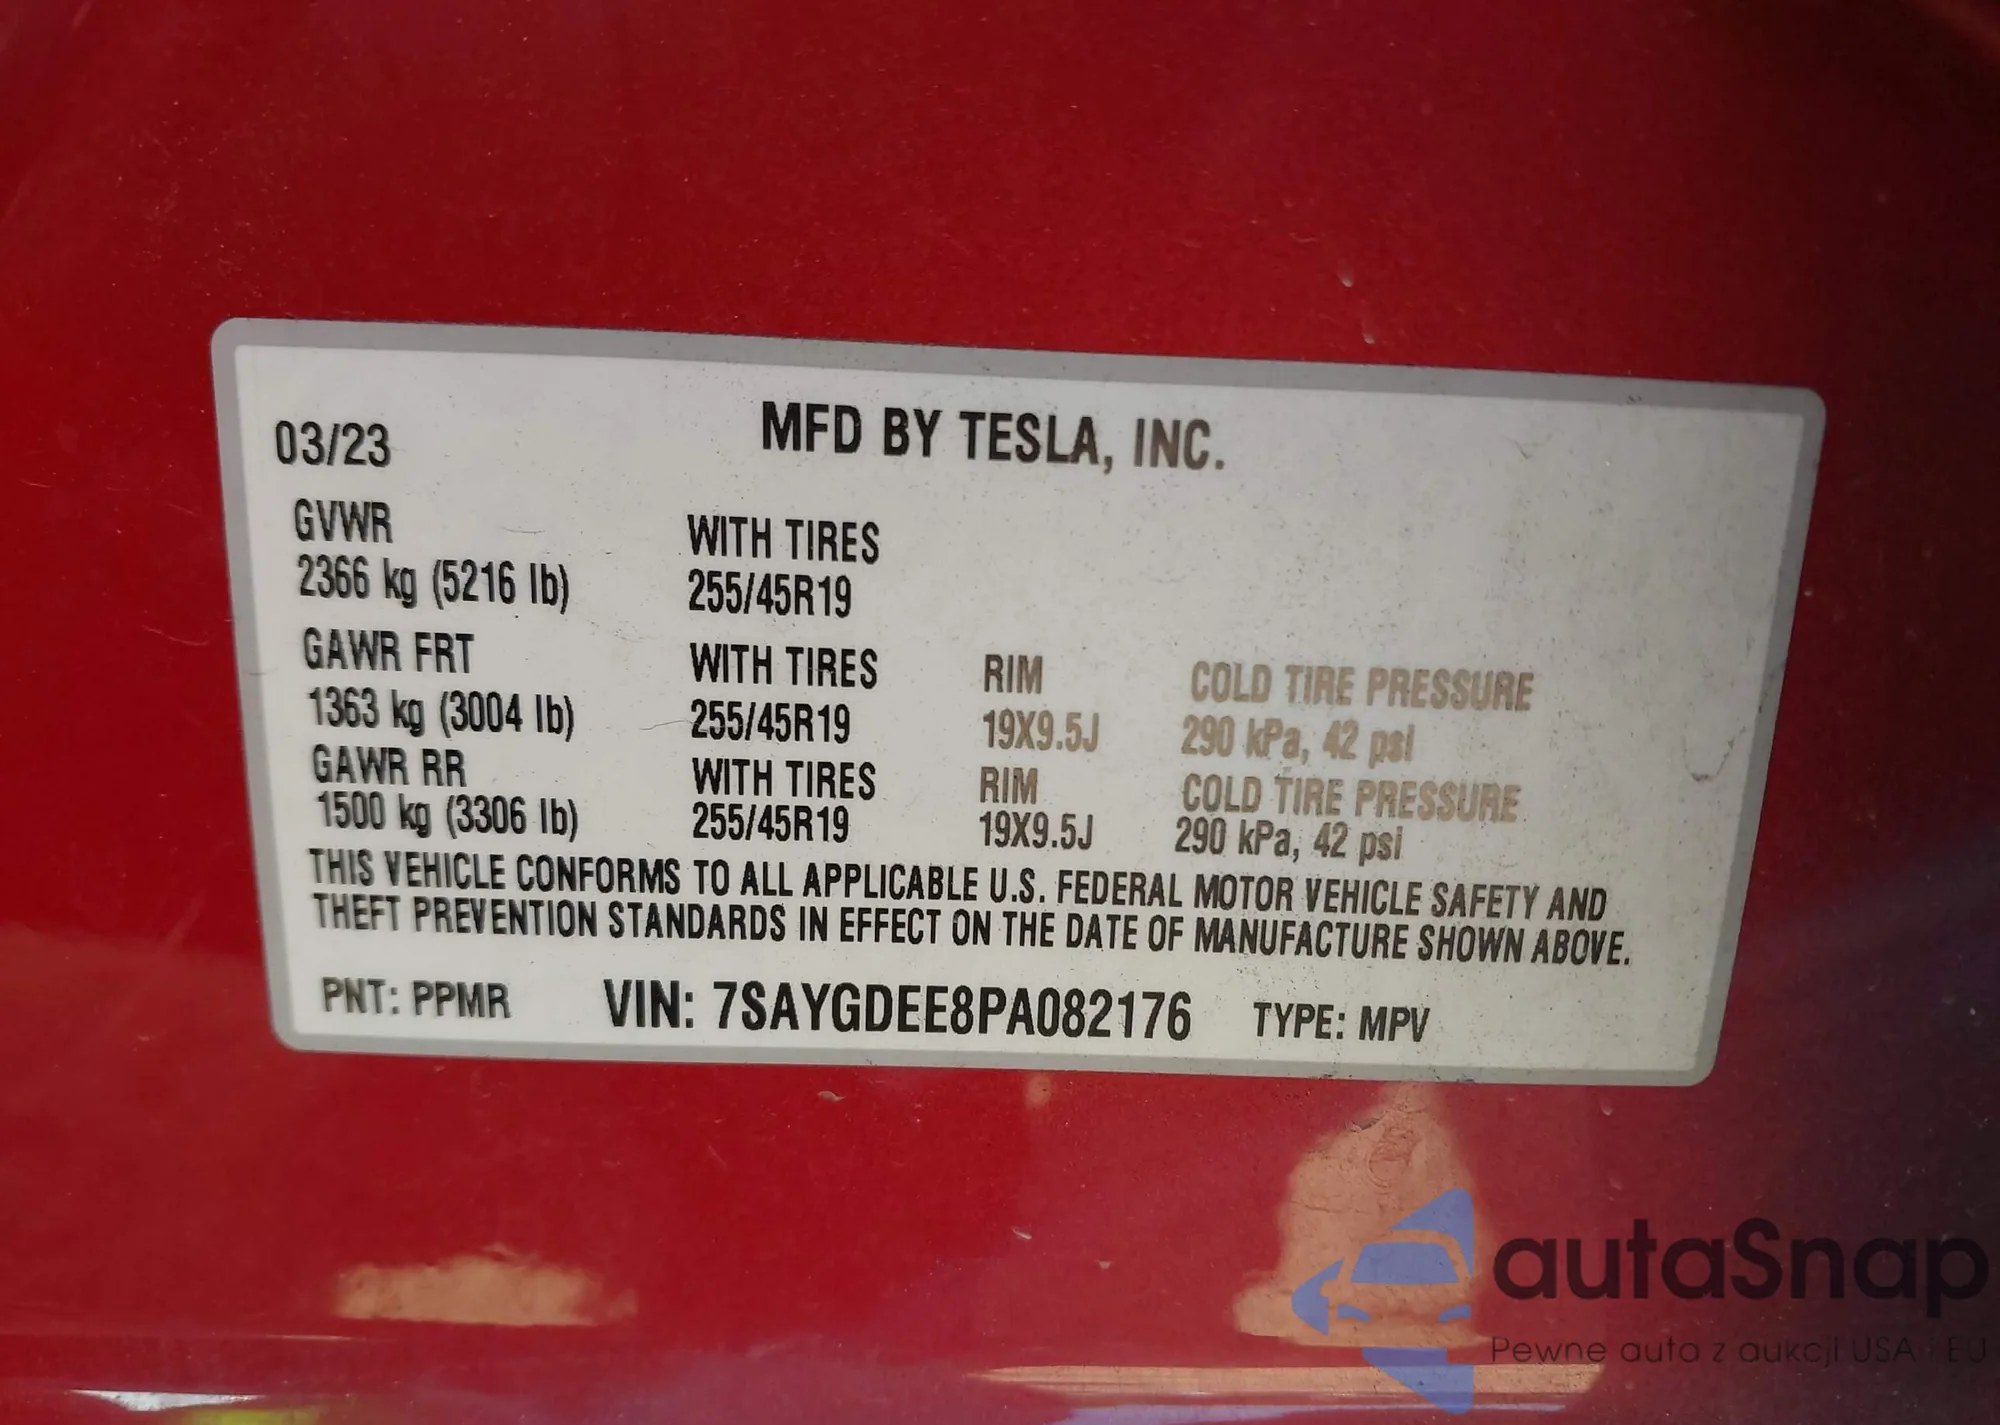 03/23 MFD BY TESLA, INC.
GVWR WITH TIRES
2366 kg (5216 lb) 255/45R19
GAWR FRT WITH TIRES RIM COLD TIRE PRESSURE
1363 kg (3004 lb) 255/45R19 19X9.5J 290 kPa, 42 psi
GAWR RR WITH TIRES RIM COLD TIRE PRESSURE
1500 kg (3306 lb) 255/45R19 19X9.5J 290 kPa, 42 psi
THIS VEHICLE CONFORMS TO ALL APPLICABLE U.S. FEDERAL MOTOR VEHICLE SAFETY AND
THEFT PREVENTION STANDARDS IN EFFECT ON THE DATE OF MANUFACTURE SHOWN ABOVE.
PNT: PPMR VIN: 7SAYGDEE8PA082176 TYPE: MPV
autaSnap
Pewne auta z aukcji USA i EU